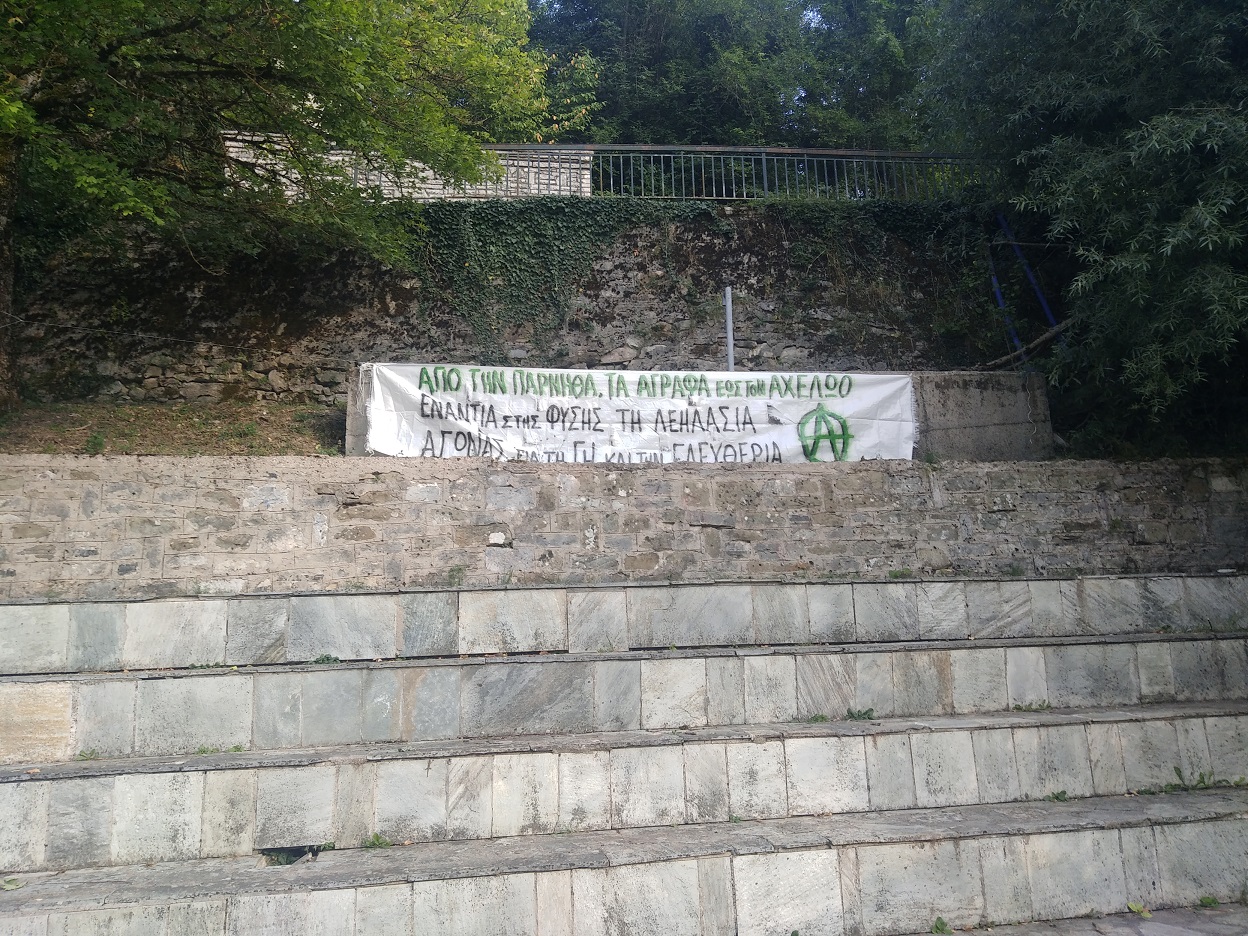 ΑΠΟ ΤΗΝ ΠΑΡΝΗΘΑ, ΤΑ ΑΓΡΑΦΑ ΕΩΣ ΤΟΝ ΑΧΕΛΩΟ
ΕΝΑΝΤΙΑ ΣΤΗΣ ΦΥΣΗΣ ΤΗ ΛΕΗΛΑΣΙΑ
ΑΓΟΝΑΣ ΓΙΑ ΤΗ ΓΗ ΚΑΙ ΤΗΝ ΕΛΕΥΘΕΡΙΑ